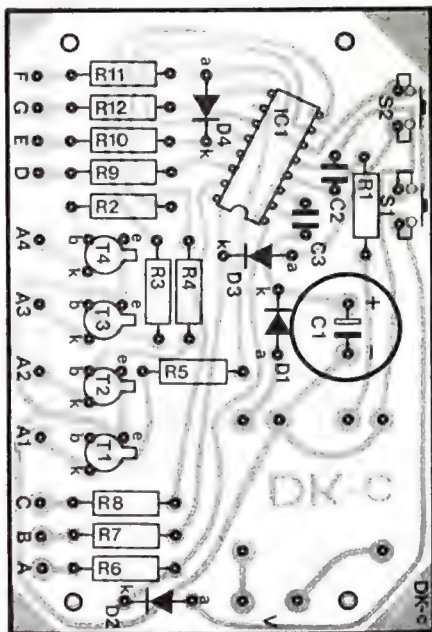 F R11 a
G R12 D4 IC1 S2
E R10 k
D R9 C2 R1 S1
R2 C3
A4 b T4 e k R3 R4 k D3 a
A3 b T3 e k k D1 a + C1 −
A2 b T2 e k R5
A1 b T1 e k
C R8 DK-c
B R7
A R6
k D2 a V DK-c